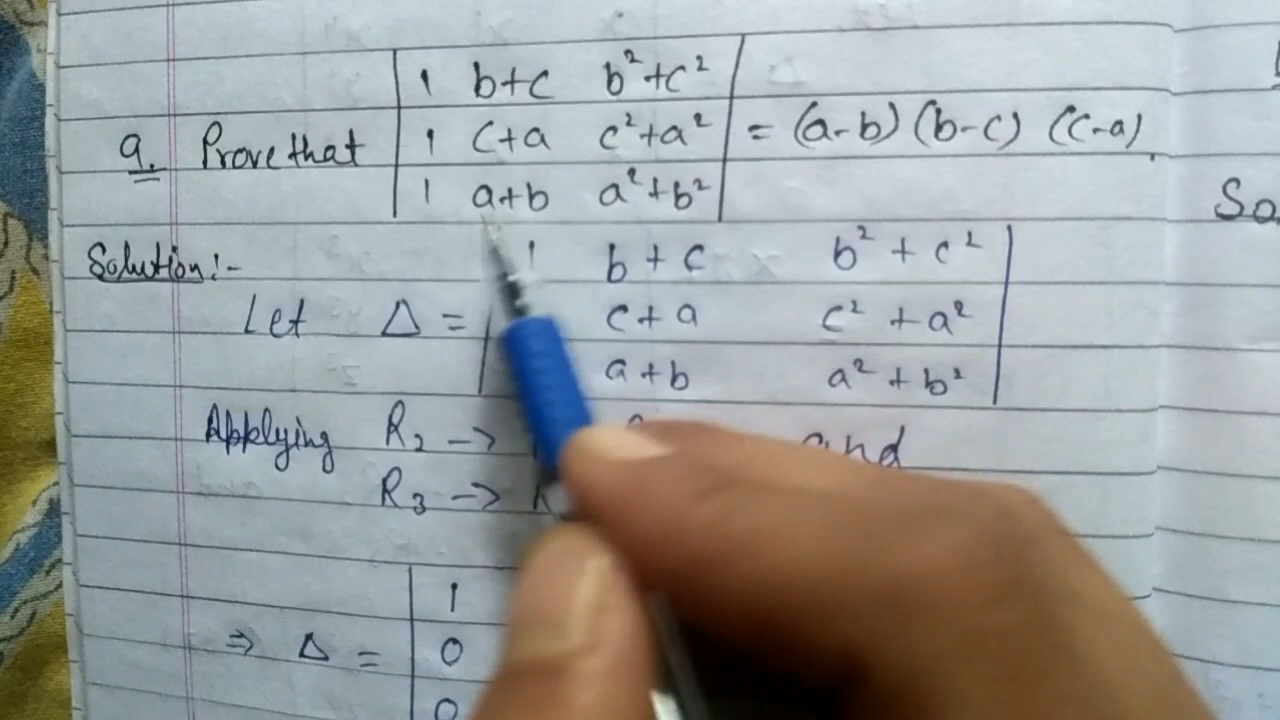 | 1 b+c b²+c² |
9. Prove that | 1 c+a c²+a² | = (a-b) (b-c) (c-a).
| 1 a+b a²+b² |
So
Solution:-
1 b + c b² + c² |
Let Δ = | c + a c² + a² |
a + b a² + b² |
Applying R₂ → and
R₃ → R
| 1
⇒ Δ = | 0
0